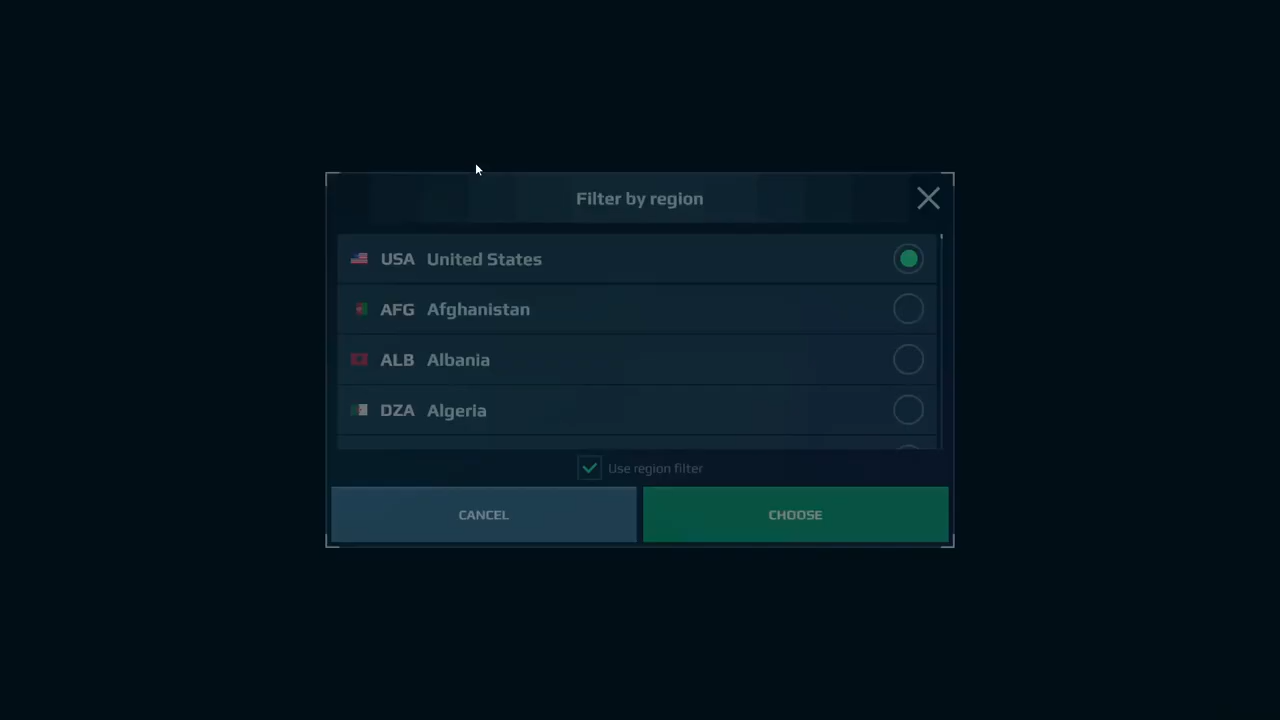 Filter by region
USA United States
AFG Afghanistan
ALB Albania
DZA Algeria
Use region filter
CANCEL CHOOSE